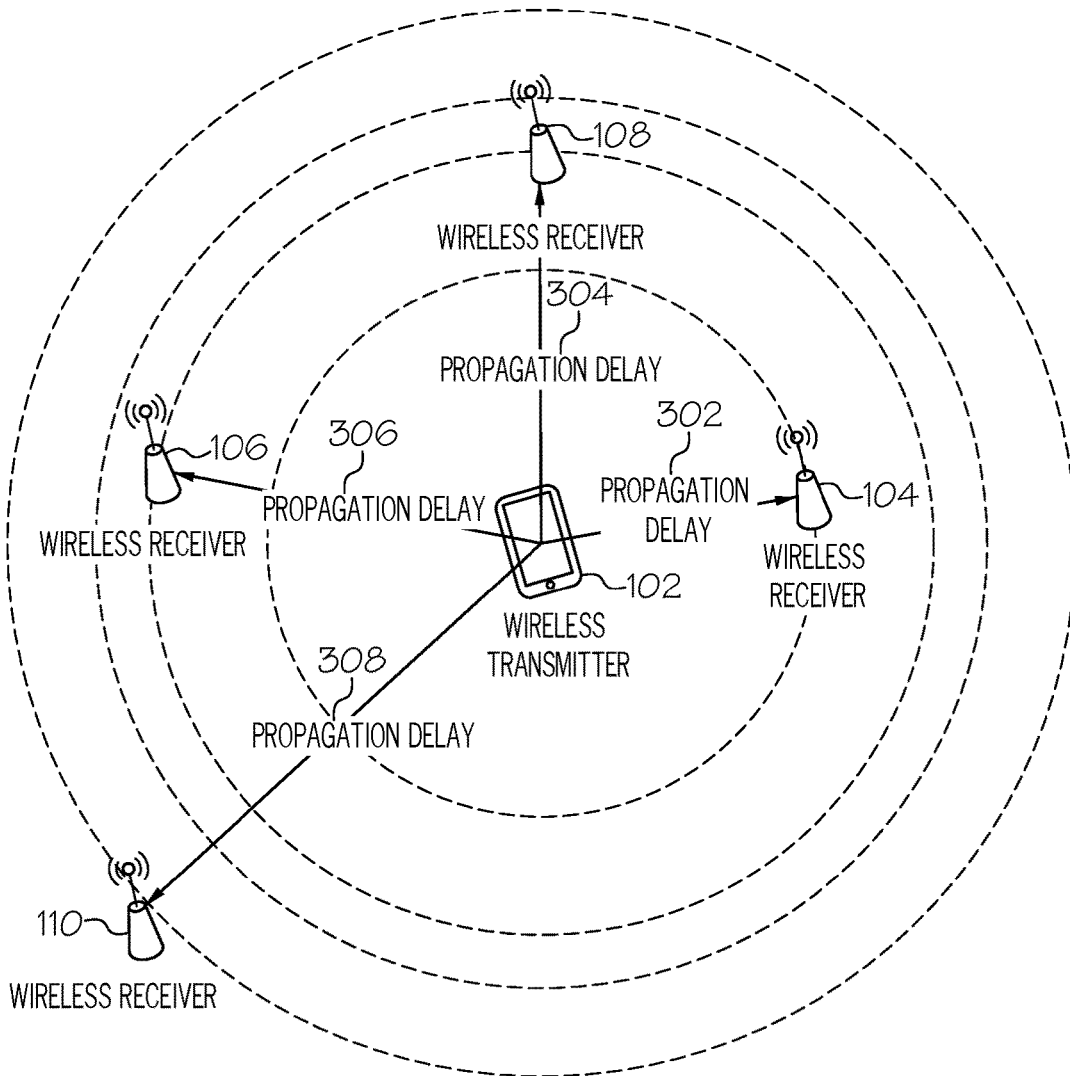 108
WIRELESS RECEIVER
304
PROPAGATION DELAY
302
PROPAGATION
DELAY
104
WIRELESS
RECEIVER
106
WIRELESS RECEIVER
306
PROPAGATION DELAY
102
WIRELESS
TRANSMITTER
308
PROPAGATION DELAY
110
WIRELESS RECEIVER